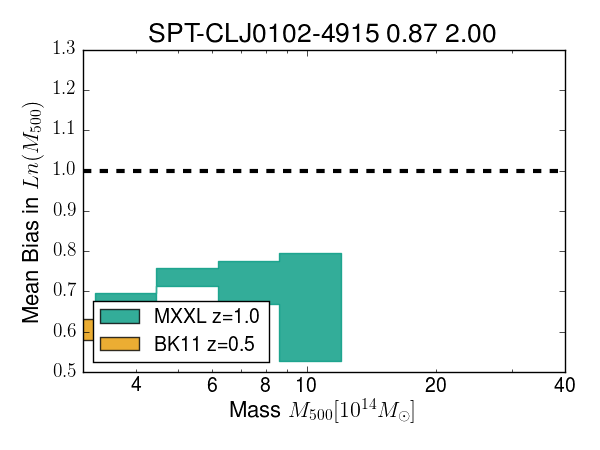 SPT-CLJ0102-4915 0.87 2.00
1.3
1.2
1.1
1.0
0.9
0.8
0.7
0.6
0.5
Mean Bias in Ln(M500)
MXXL z=1.0
BK11 z=0.5
4 6 8 10 20 40
Mass M500[10^14 M⊙]